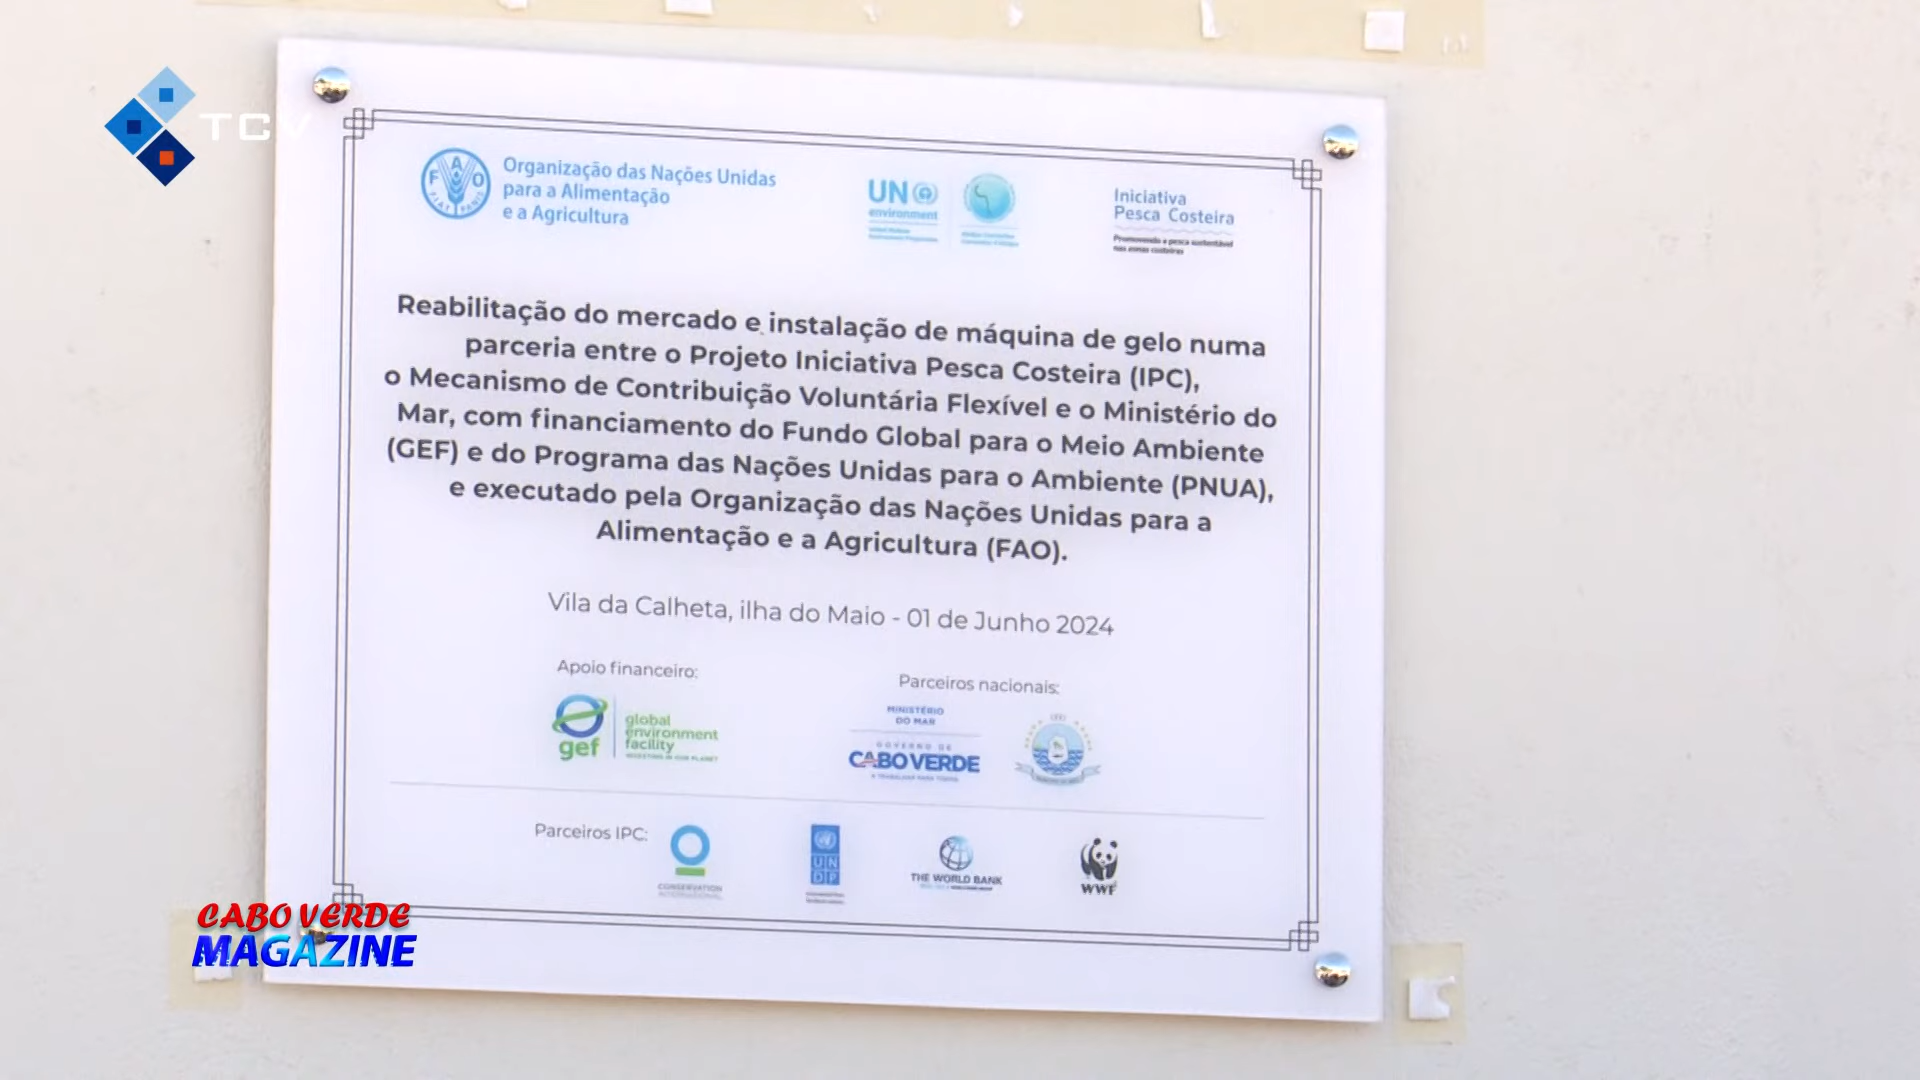 TCV
FAO
FIAT PANIS
Organização das Nações Unidas
para a Alimentação
e a Agricultura
UN
environment
Iniciativa
Pesca Costeira
Promovendo a pesca sustentável
nas zonas costeiras
Reabilitação do mercado e instalação de máquina de gelo numa
parceria entre o Projeto Iniciativa Pesca Costeira (IPC),
o Mecanismo de Contribuição Voluntária Flexível e o Ministério do
Mar, com financiamento do Fundo Global para o Meio Ambiente
(GEF) e do Programa das Nações Unidas para o Ambiente (PNUA),
e executado pela Organização das Nações Unidas para a
Alimentação e a Agricultura (FAO).
Vila da Calheta, ilha do Maio - 01 de Junho 2024
Apoio financeiro:
gef
global
environment
facility
INVESTING IN OUR PLANET
Parceiros nacionais:
MINISTÉRIO
DO MAR
GOVERNO DE
CABO VERDE
A TRABALHAR PARA TODOS
Parceiros IPC:
CONSERVATION
INTERNATIONAL
UN
DP
THE WORLD BANK
WWF
CABO VERDE
MAGAZINE